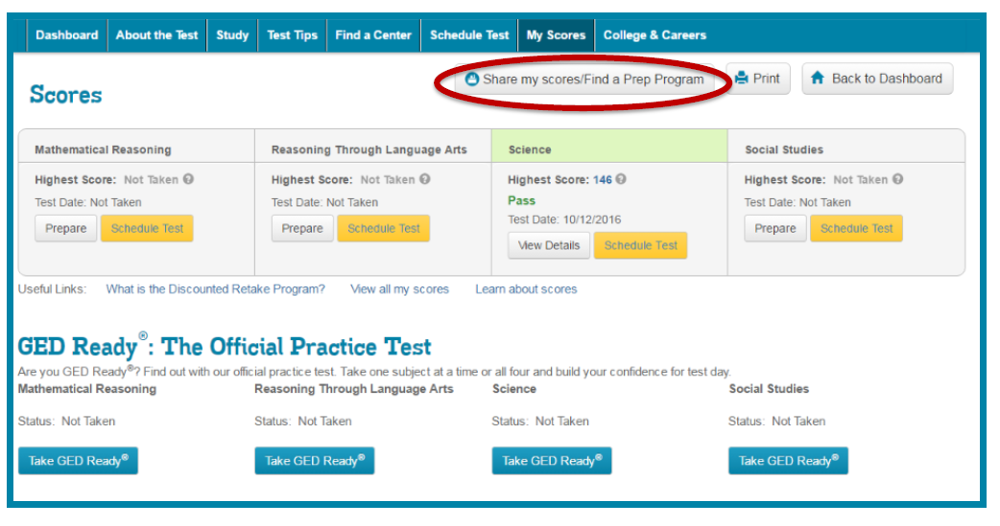 Dashboard About the Test Study Test Tips Find a Center Schedule Test My Scores College & Careers
Share my scores/Find a Prep Program Print Back to Dashboard
Scores
Mathematical Reasoning Reasoning Through Language Arts Science Social Studies
Highest Score: Not Taken Highest Score: Not Taken Highest Score: 146 Highest Score: Not Taken
Test Date: Not Taken Test Date: Not Taken Pass Test Date: Not Taken
Prepare Schedule Test Prepare Schedule Test Test Date: 10/12/2016 Prepare Schedule Test
View Details Schedule Test
Useful Links: What is the Discounted Retake Program? View all my scores Learn about scores
GED Ready®: The Official Practice Test
Are you GED Ready®? Find out with our official practice test. Take one subject at a time or all four and build your confidence for test day.
Mathematical Reasoning Reasoning Through Language Arts Science Social Studies
Status: Not Taken Status: Not Taken Status: Not Taken Status: Not Taken
Take GED Ready® Take GED Ready® Take GED Ready® Take GED Ready®